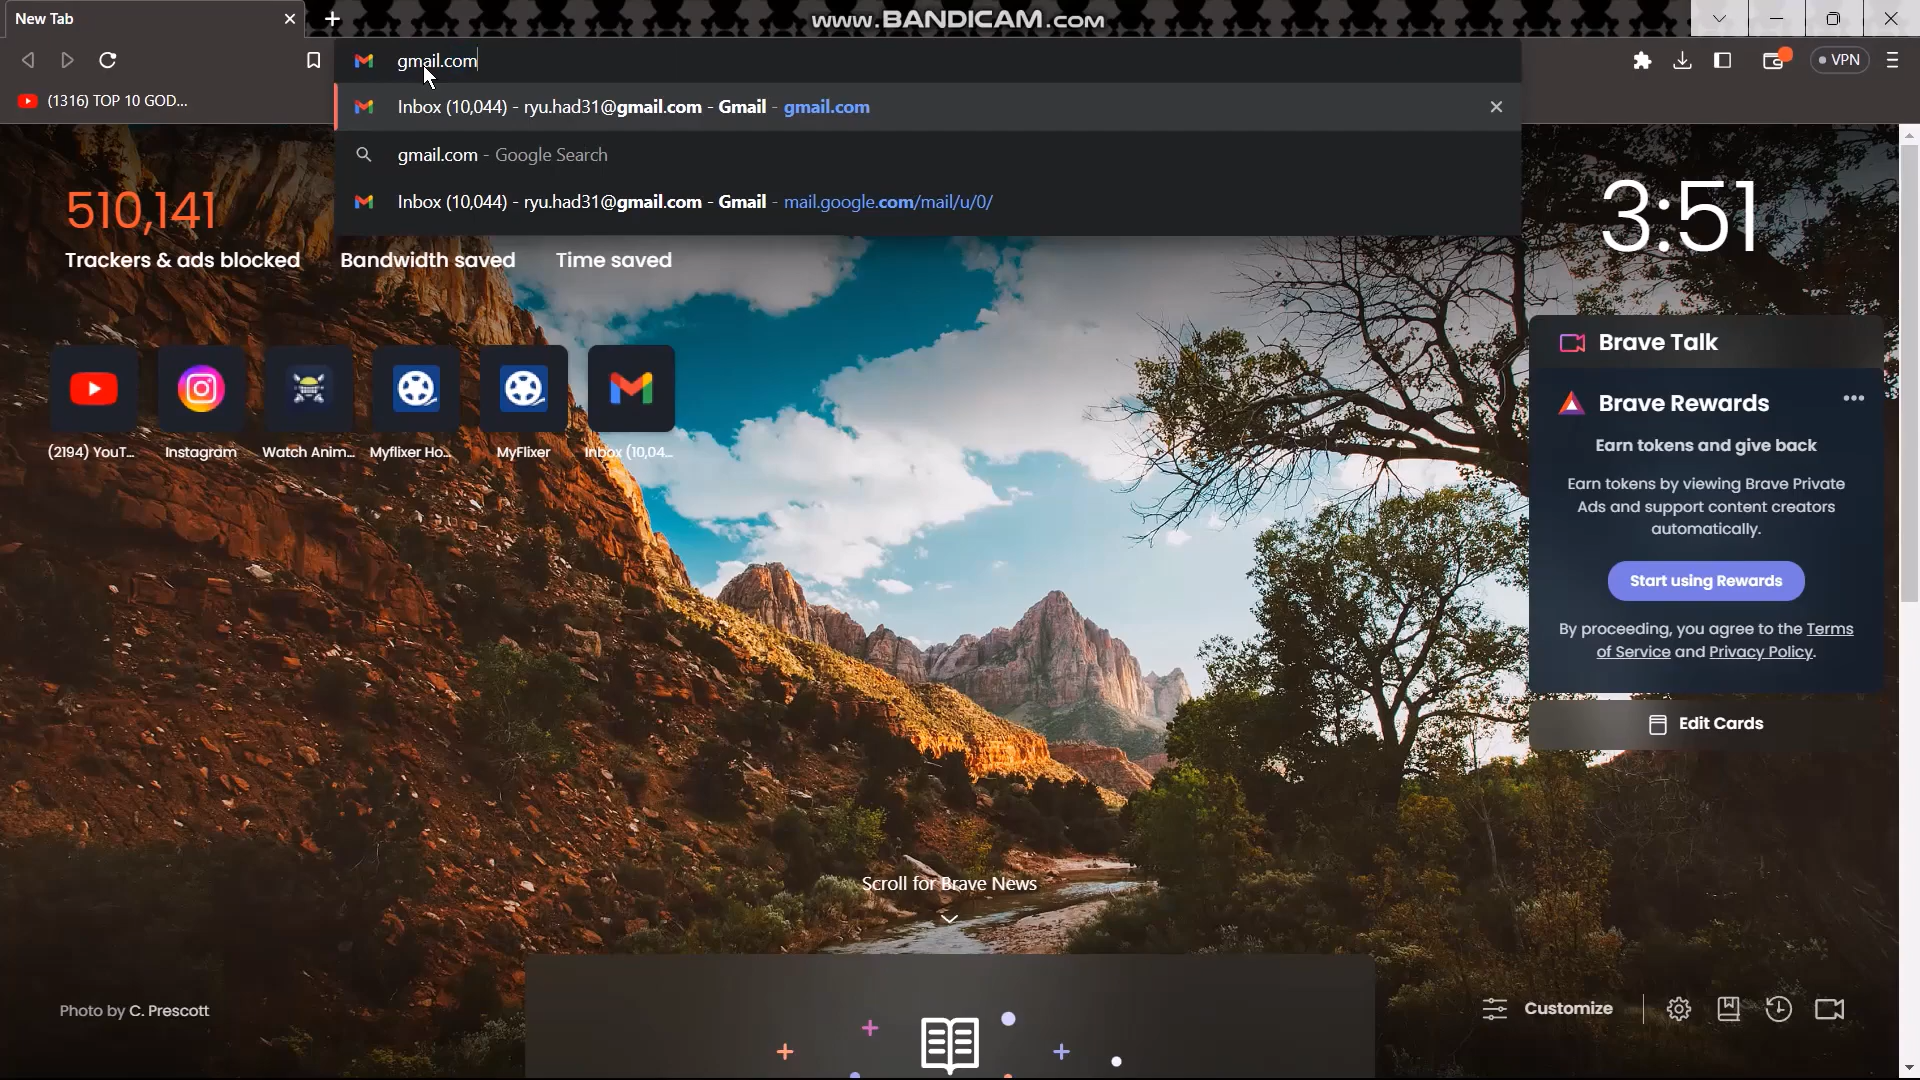 New Tab
www.BANDICAM.com
gmail.com
VPN
(1316) TOP 10 GOD...
Inbox (10,044) - ryu.had31@gmail.com - Gmail - gmail.com
gmail.com - Google Search
Inbox (10,044) - ryu.had31@gmail.com - Gmail - mail.google.com/mail/u/0/
510,141
Trackers & ads blocked
Bandwidth saved
Time saved
3:51
(2194) YouT...
Instagram
Watch Anim...
Myflixer Ho...
MyFlixer
Inbox (10,04...
Brave Talk
Brave Rewards
Earn tokens and give back
Earn tokens by viewing Brave Private
Ads and support content creators
automatically.
Start using Rewards
By proceeding, you agree to the Terms
of Service and Privacy Policy.
Edit Cards
Scroll for Brave News
Photo by C. Prescott
Customize